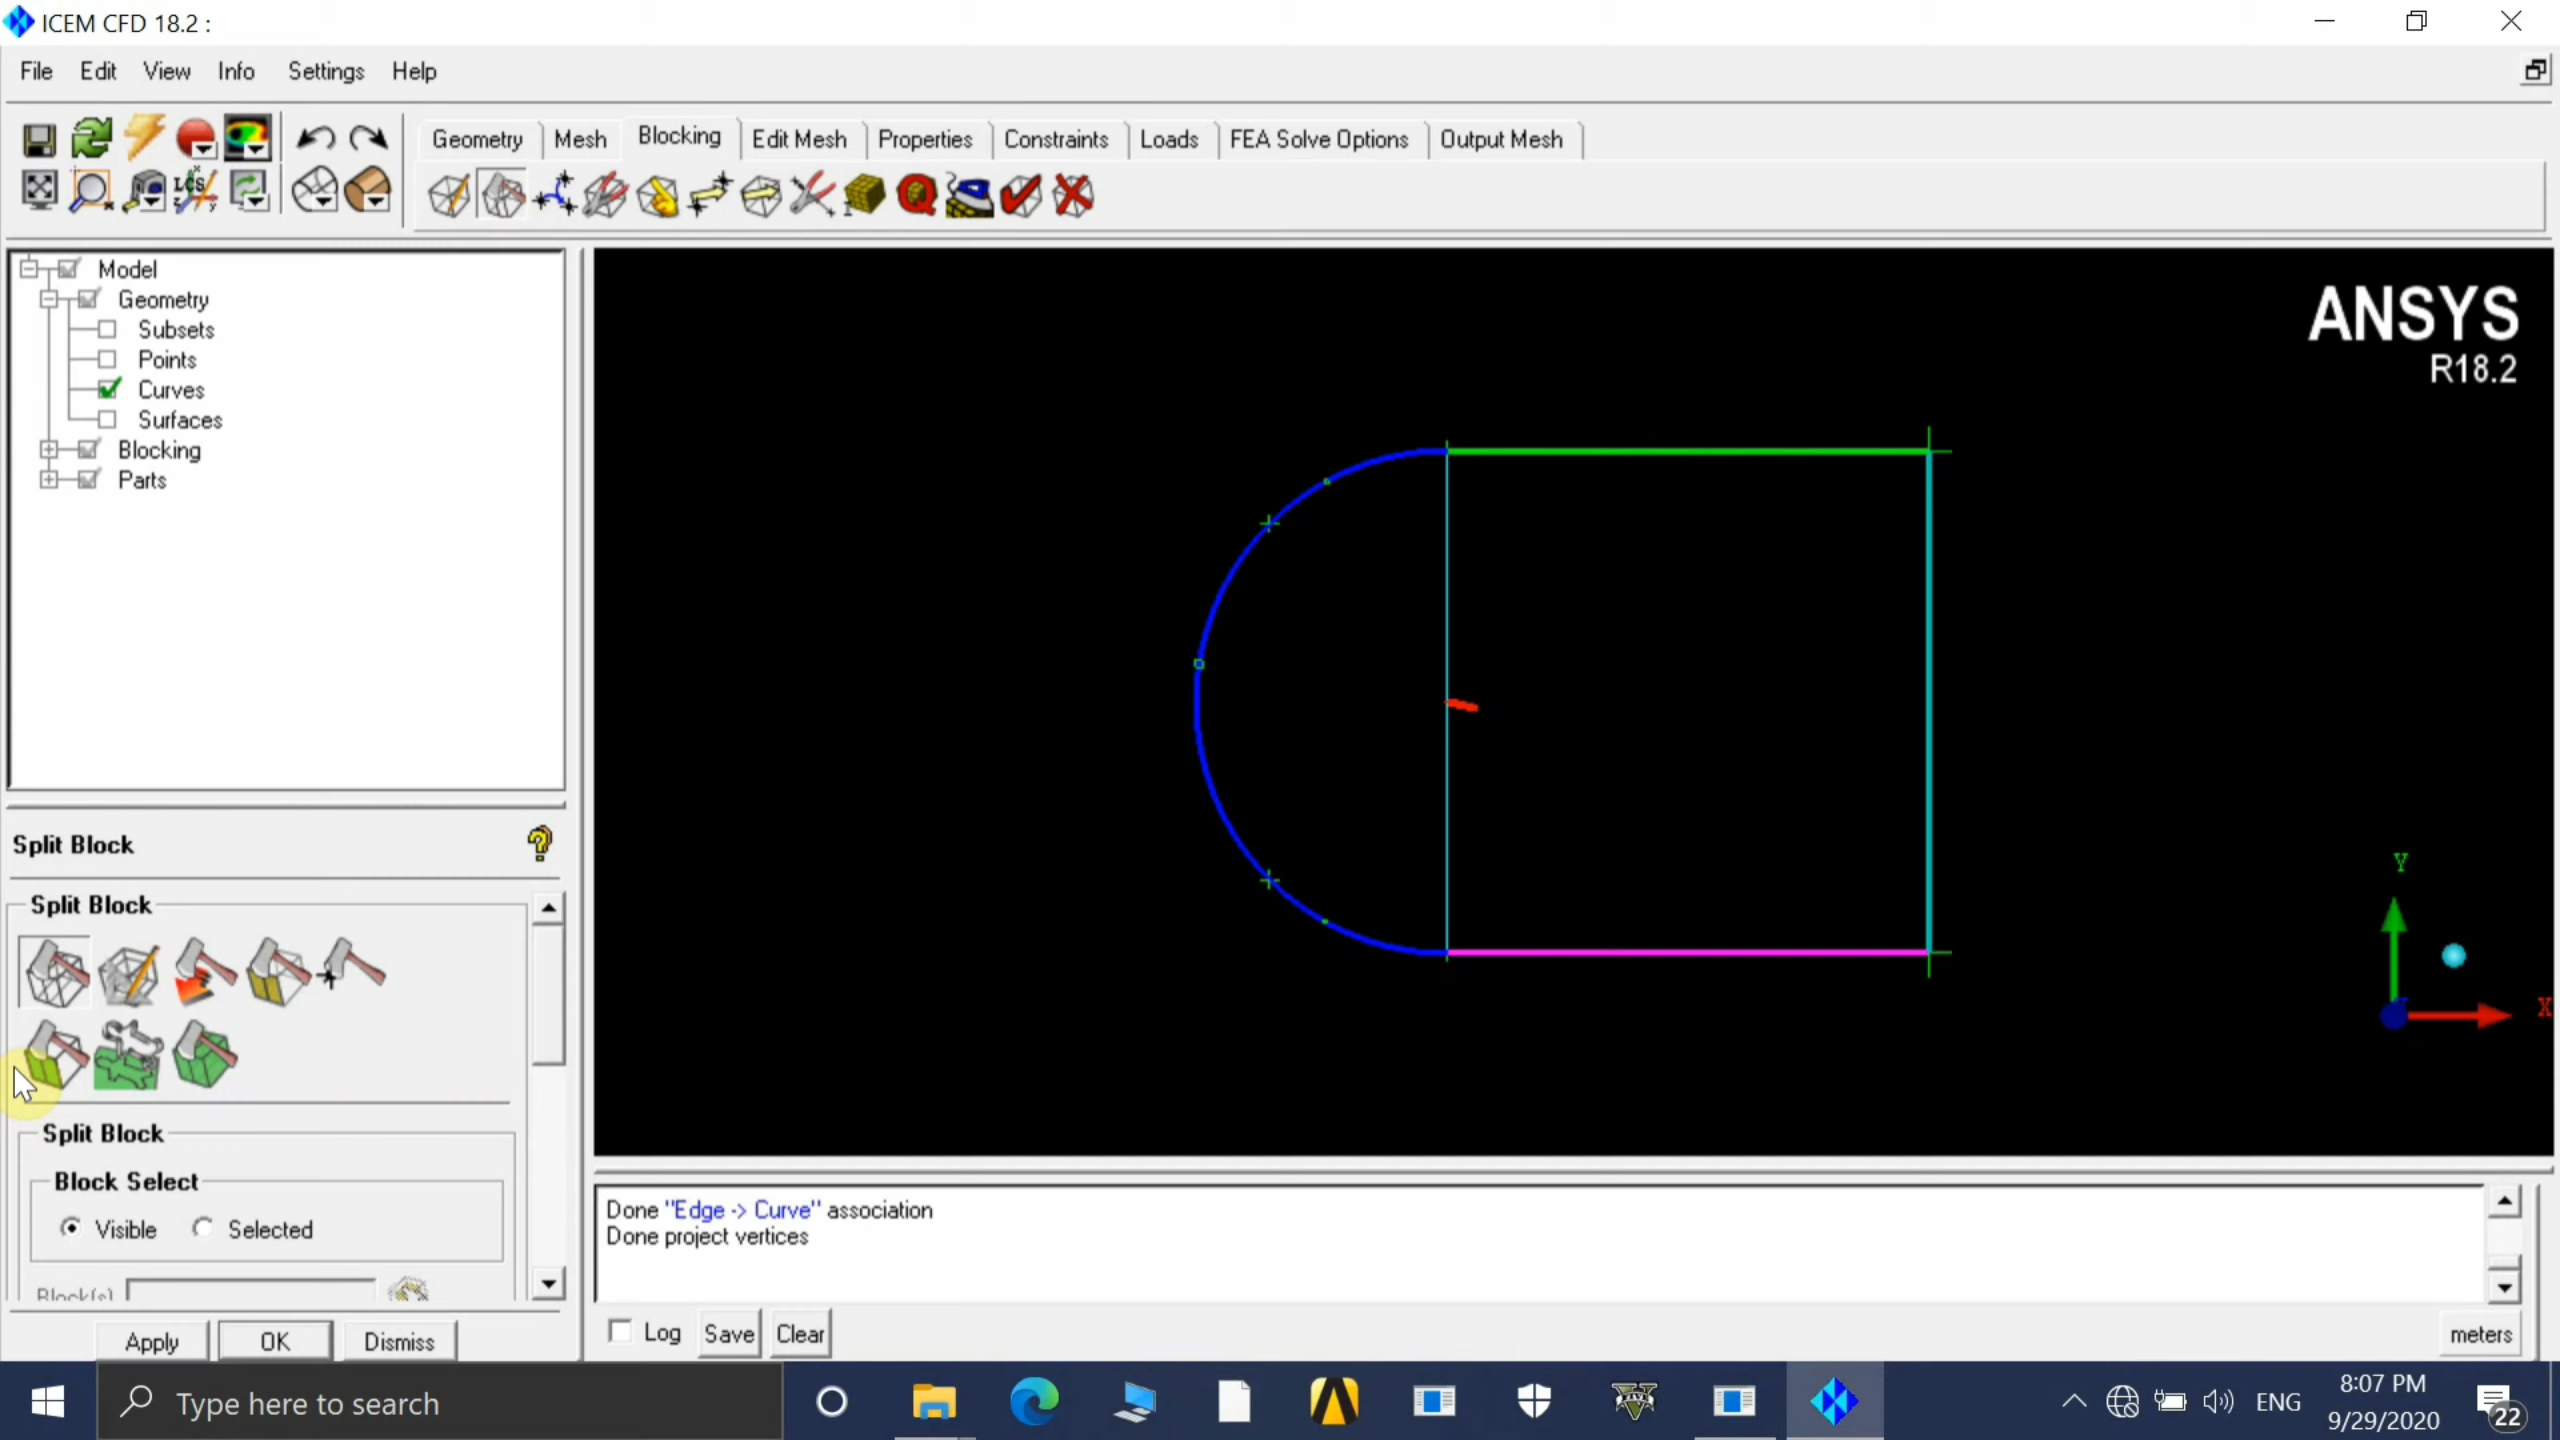 ICEM CFD 18.2 :
File Edit View Info Settings Help
Geometry Mesh Blocking Edit Mesh Properties Constraints Loads FEA Solve Options Output Mesh
LCS
Model
Geometry
Subsets
Points
Curves
Surfaces
Blocking
Parts
ANSYS
R18.2
Y
X
Split Block
Split Block
Split Block
Block Select
Visible Selected
Block(s)
Apply OK Dismiss
Done "Edge -> Curve" association
Done project vertices
Log Save Clear
meters
Type here to search
ENG
8:07 PM
9/29/2020
22